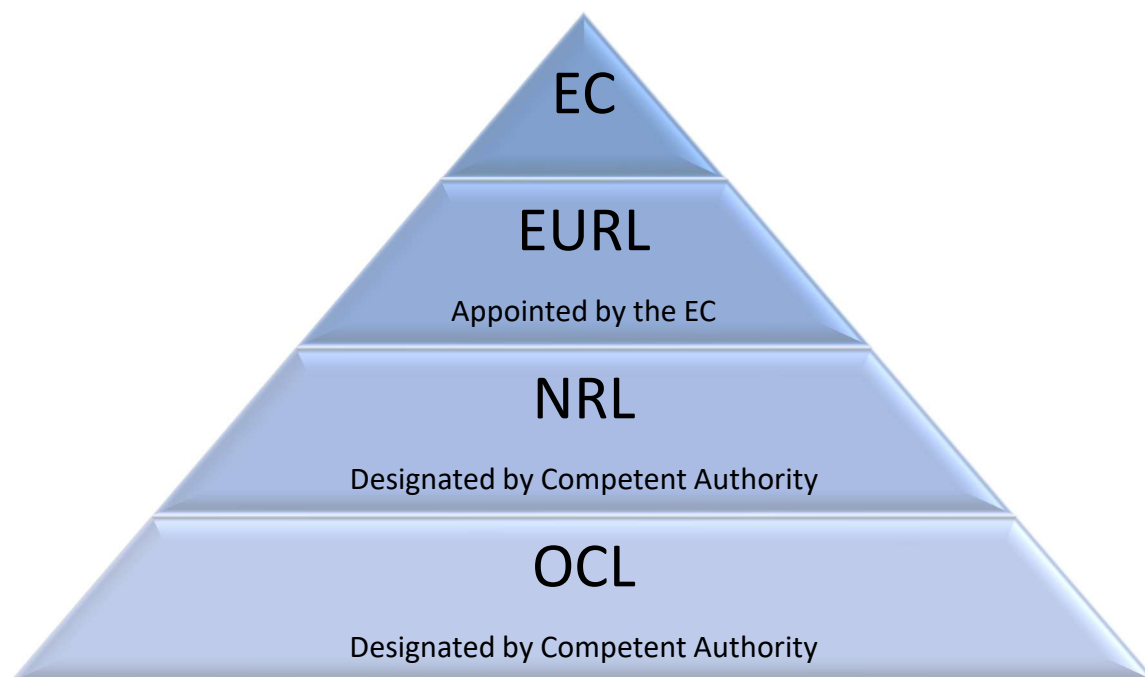 EC
EURL
Appointed by the EC
NRL
Designated by Competent Authority
OCL
Designated by Competent Authority